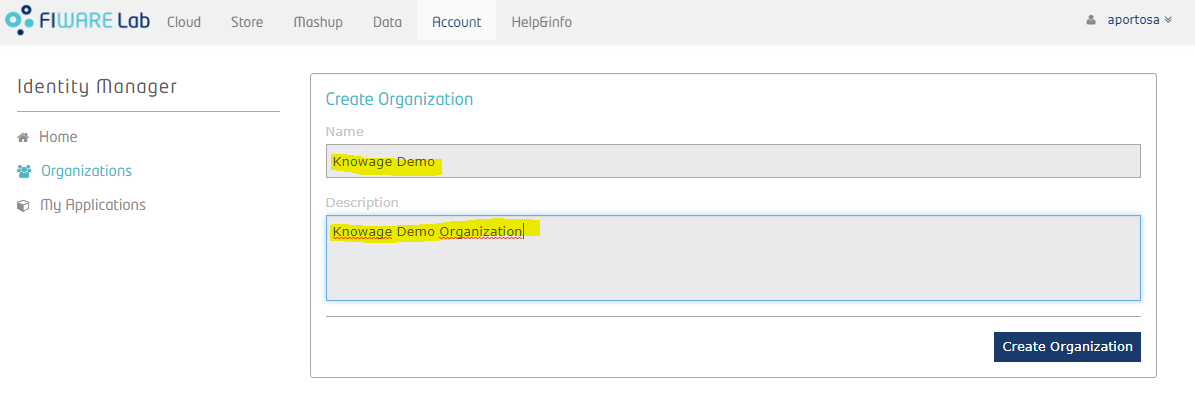 FIWARE Lab Cloud Store Mashup Data Account Help&info aportosa
Identity Manager
Home
Organizations
My Applications
Create Organization
Name
Knowage Demo
Description
Knowage Demo Organization
Create Organization